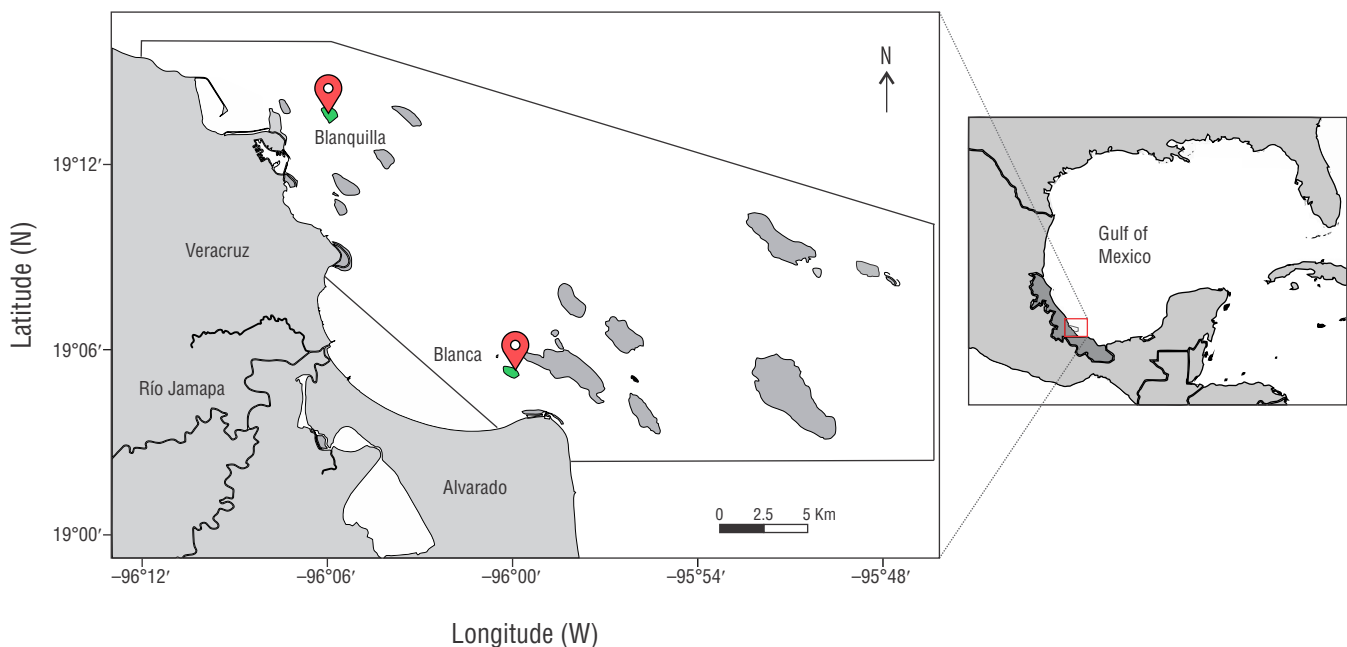 N
Blanquilla
19°12′
Veracruz
Gulf of
Mexico
Latitude (N)
19°06′
Blanca
Río Jamapa
Alvarado
0 2.5 5 Km
19°00′
–96°12′ –96°06′ –96°00′ –95°54′ –95°48′
Longitude (W)